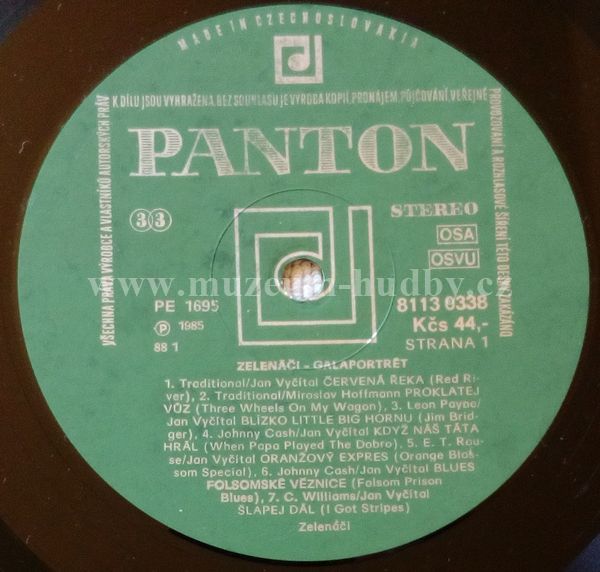 MADE IN CZECHOSLOVAKIA
VŠECHNA PRÁVA VÝROBCE A VLASTNÍKŮ AUTORSKÝCH PRÁV
K DÍLU JSOU VYHRAŽENA. BEZ SOUHLASU JE VÝROBA KOPIÍ, PRONÁJEM, PŮJČOVÁNÍ, VEŘEJNÉ
PROVOZOVÁNÍ A ROZHLASOVÉ ŠÍŘENÍ TÉTO DESKY ZAKÁZÁNO
PANTON
33
STEREO
OSA
OSVU
www.muzeum-hudby.cz
PE 1695
Ⓟ 1985
88 1
8113 0338
Kčs 44,-
STRANA 1
ZELENÁČI - GALAPORTRÉT
1. Traditional/Jan Vyčítal ČERVENÁ ŘEKA (Red Ri-
ver), 2. Traditional/Miroslav Hoffmann PROKLATEJ
VŮZ (Three Wheels On My Wagon), 3. Leon Payne/
Jan Vyčítal BLÍZKO LITTLE BIG HORNU (Jim Brid-
ger), 4. Johnny Cash/Jan Vyčítal KDYŽ NÁŠ TÁTA
HRÁL (When Papa Played The Dobro), 5. E. T. Rou-
se/Jan Vyčítal ORANŽOVÝ EXPRES (Orange Blos-
som Special), 6. Johnny Cash/Jan Vyčítal BLUES
FOLSOMSKÉ VĚZNICE (Folsom Prison
Blues), 7. C. Williams/Jan Vyčítal
ŠLAPEJ DÁL (I Got Stripes)
Zelenáči